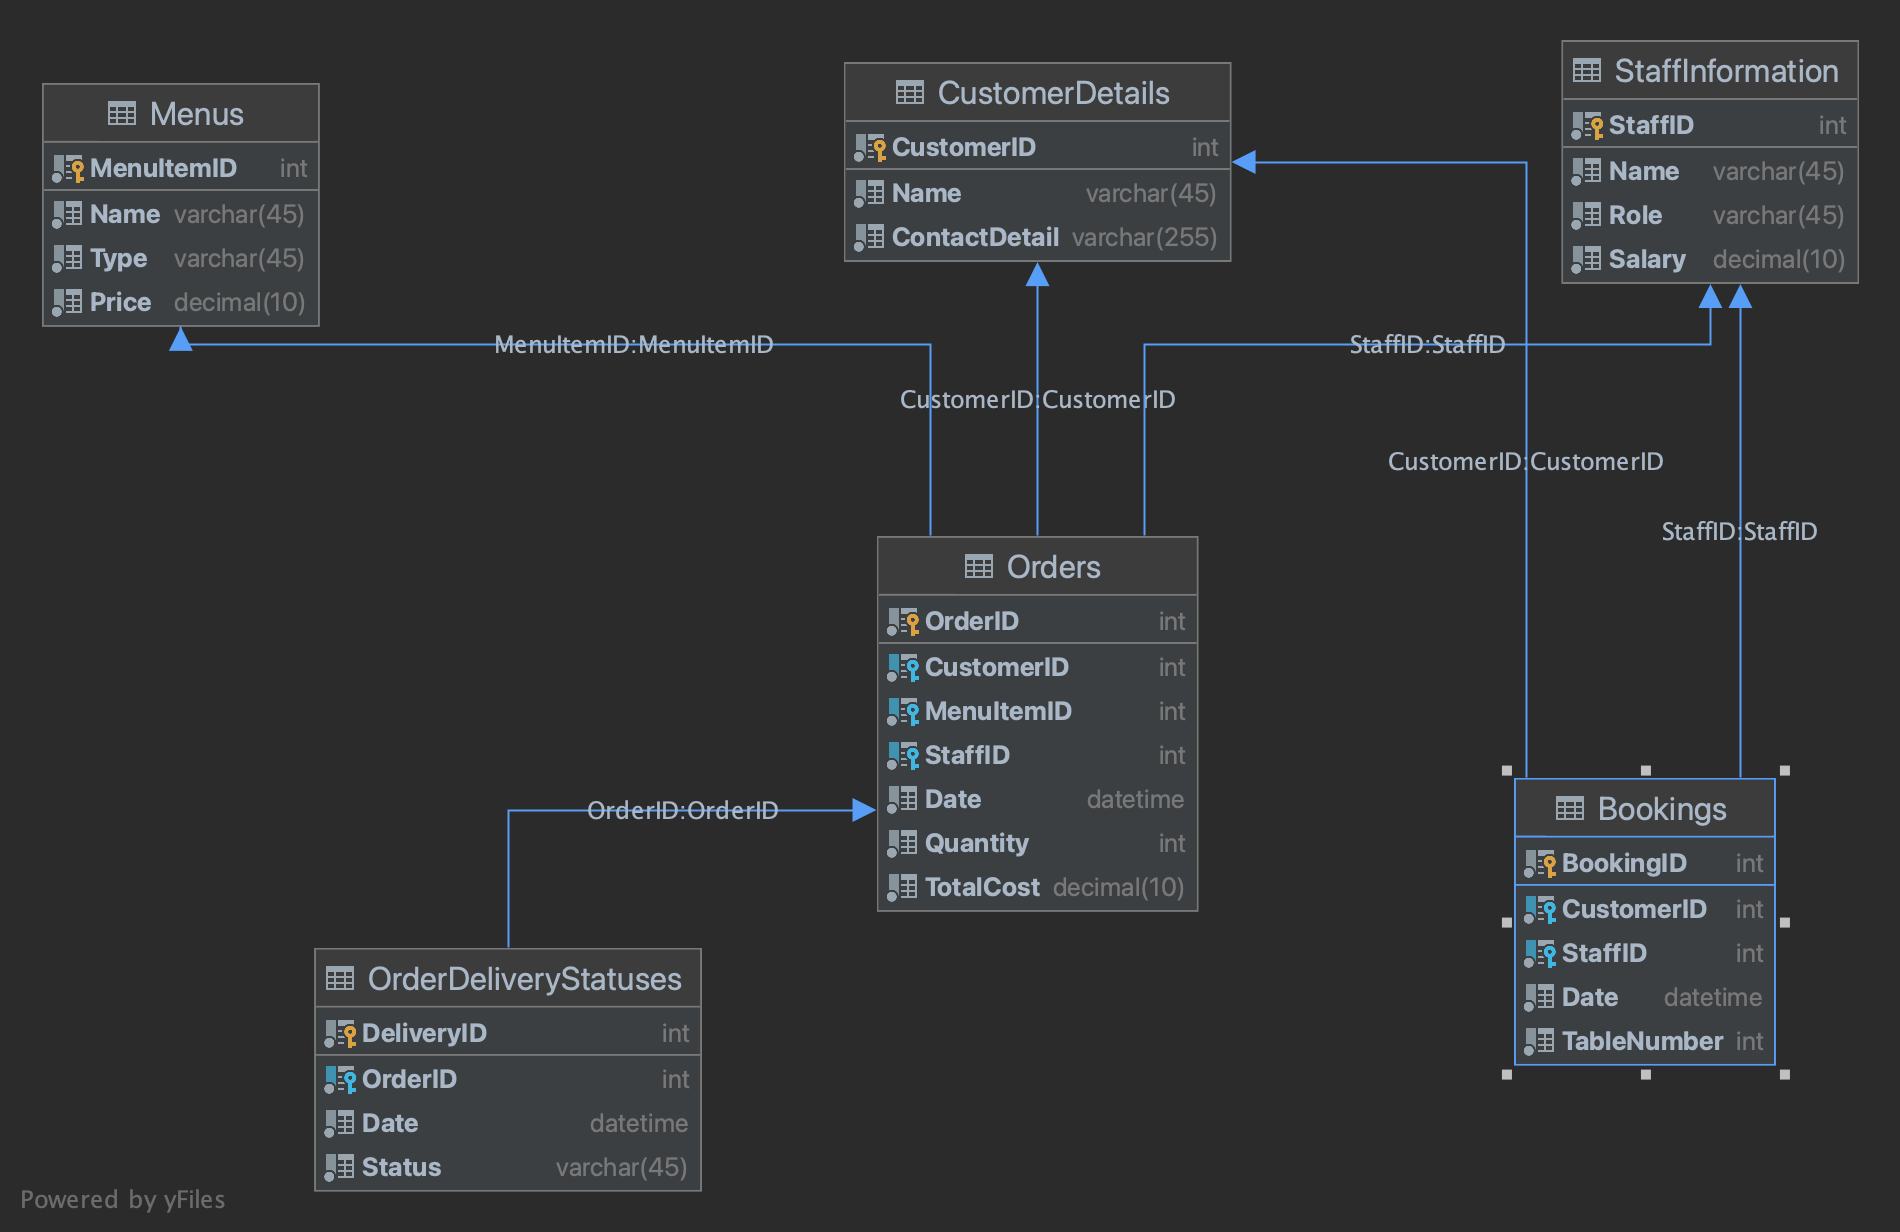 Menus
MenuItemID int
Name varchar(45)
Type varchar(45)
Price decimal(10)
CustomerDetails
CustomerID int
Name varchar(45)
ContactDetail varchar(255)
StaffInformation
StaffID int
Name varchar(45)
Role varchar(45)
Salary decimal(10)
MenuItemID:MenuItemID
StaffID:StaffID
CustomerID:CustomerID
CustomerID:CustomerID
StaffID:StaffID
Orders
OrderID int
CustomerID int
MenuItemID int
StaffID int
Date datetime
Quantity int
TotalCost decimal(10)
OrderID:OrderID
Bookings
BookingID int
CustomerID int
StaffID int
Date datetime
TableNumber int
OrderDeliveryStatuses
DeliveryID int
OrderID int
Date datetime
Status varchar(45)
Powered by yFiles